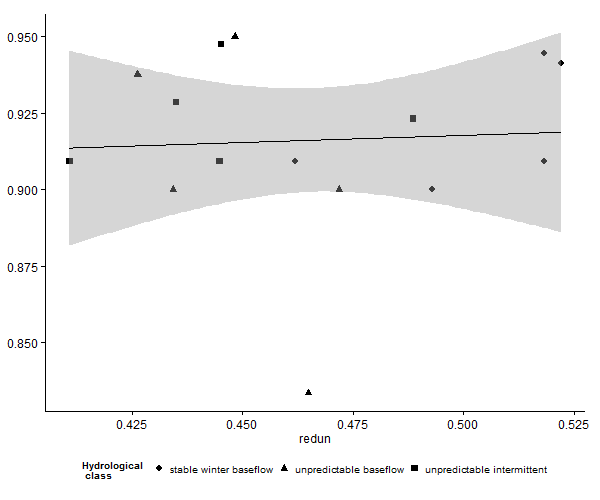 0.950
0.925
0.900
0.875
0.850
0.425 0.450 0.475 0.500 0.525
redun
Hydrological
class
stable winter baseflow unpredictable baseflow unpredictable intermittent